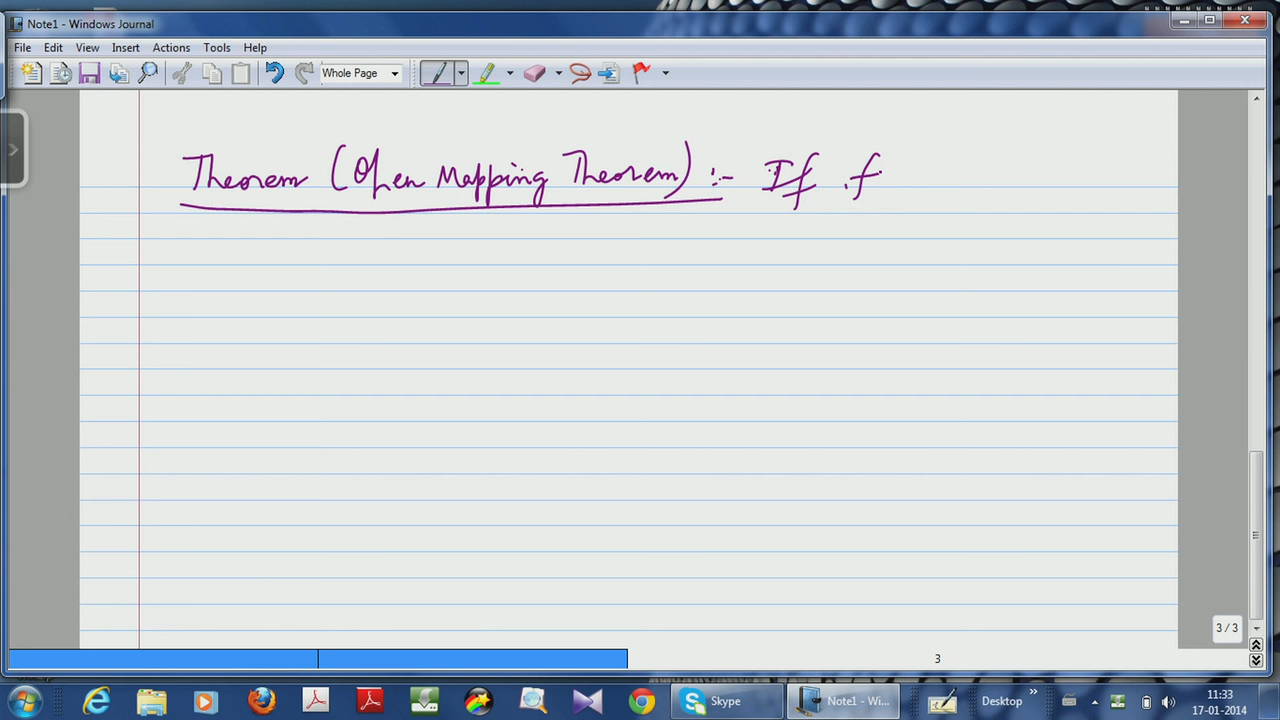 Note1 - Windows Journal
File Edit View Insert Actions Tools Help
Whole Page
Theorem (Open Mapping Theorem) :- If f
3 / 3
3
Skype
Note1 - Wi...
Desktop
11:33
17-01-2014